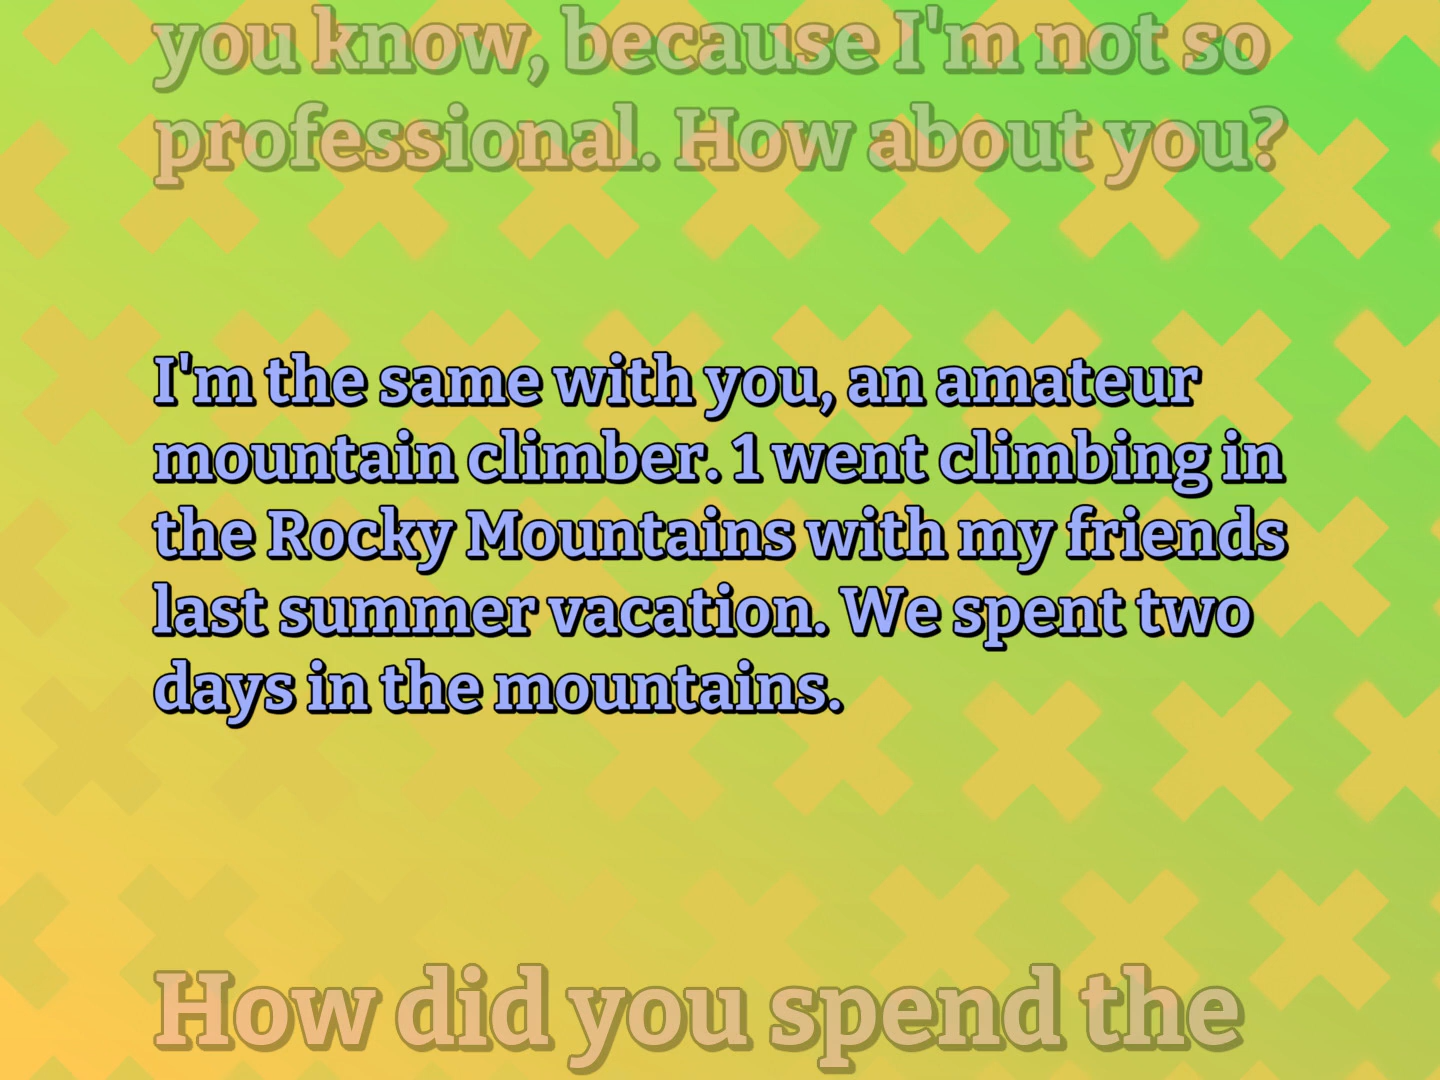 you know, because I'm not so
professional. How about you?
I'm the same with you, an amateur
mountain climber. 1 went climbing in
the Rocky Mountains with my friends
last summer vacation. We spent two
days in the mountains.
How did you spend the